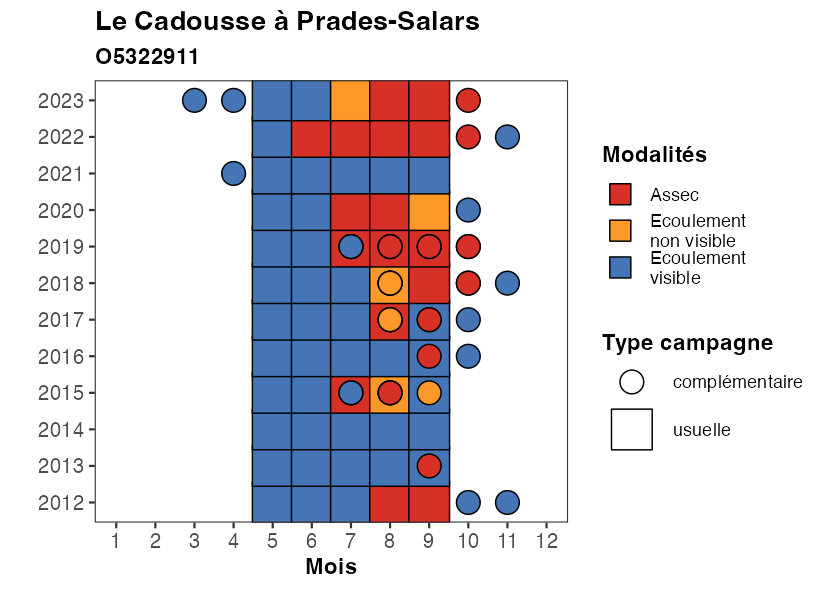 Le Cadousse à Prades-Salars
O5322911
2023
2022
2021
2020
2019
2018
2017
2016
2015
2014
2013
2012
1 2 3 4 5 6 7 8 9 10 11 12
Mois
Modalités
Assec
Ecoulement
non visible
Ecoulement
visible
Type campagne
complémentaire
usuelle